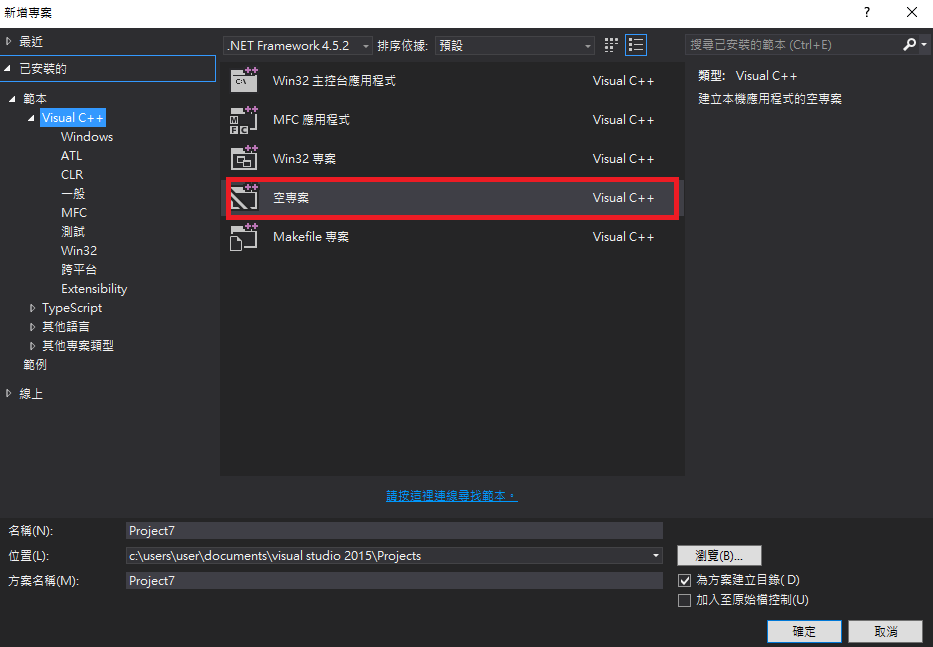 新增專案
?
最近
已安裝的
範本
Visual C++
Windows
ATL
CLR
一般
MFC
測試
Win32
跨平台
Extensibility
TypeScript
其他語言
其他專案類型
範例
線上
.NET Framework 4.5.2 排序依據: 預設
Win32 主控台應用程式 Visual C++
MFC 應用程式 Visual C++
Win32 專案 Visual C++
空專案 Visual C++
Makefile 專案 Visual C++
請按這裡連線尋找範本。
搜尋已安裝的範本 (Ctrl+E)
類型: Visual C++
建立本機應用程式的空專案
名稱(N): Project7
位置(L): c:\users\user\documents\visual studio 2015\Projects 瀏覽(B)...
方案名稱(M): Project7 為方案建立目錄( D)
加入至原始檔控制(U)
確定 取消